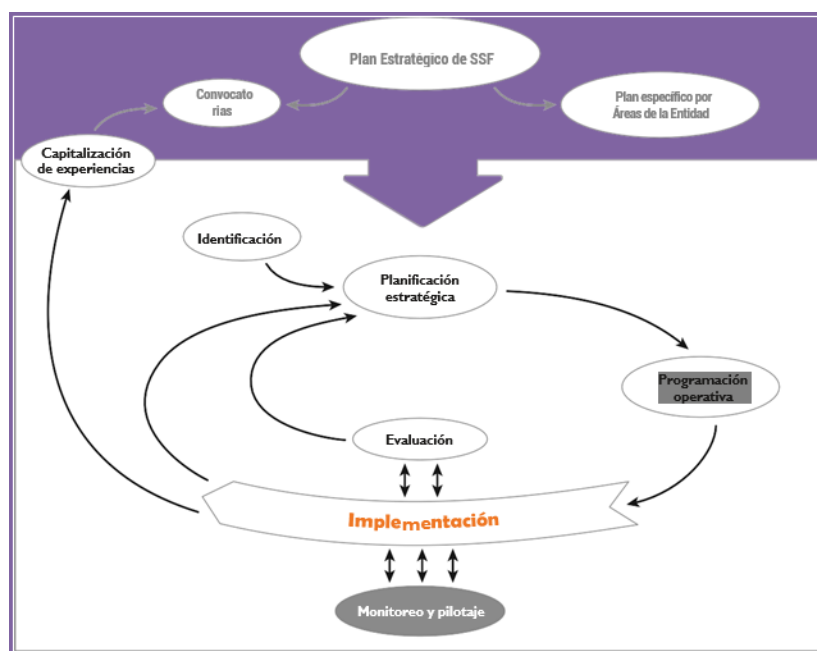 Plan Estratégico de SSF
Convocato
rias
Plan específico por
Áreas de la Entidad
Capitalización
de experiencias
Identificación
Planificación
estratégica
Programación
operativa
Evaluación
Implementación
Monitoreo y pilotaje